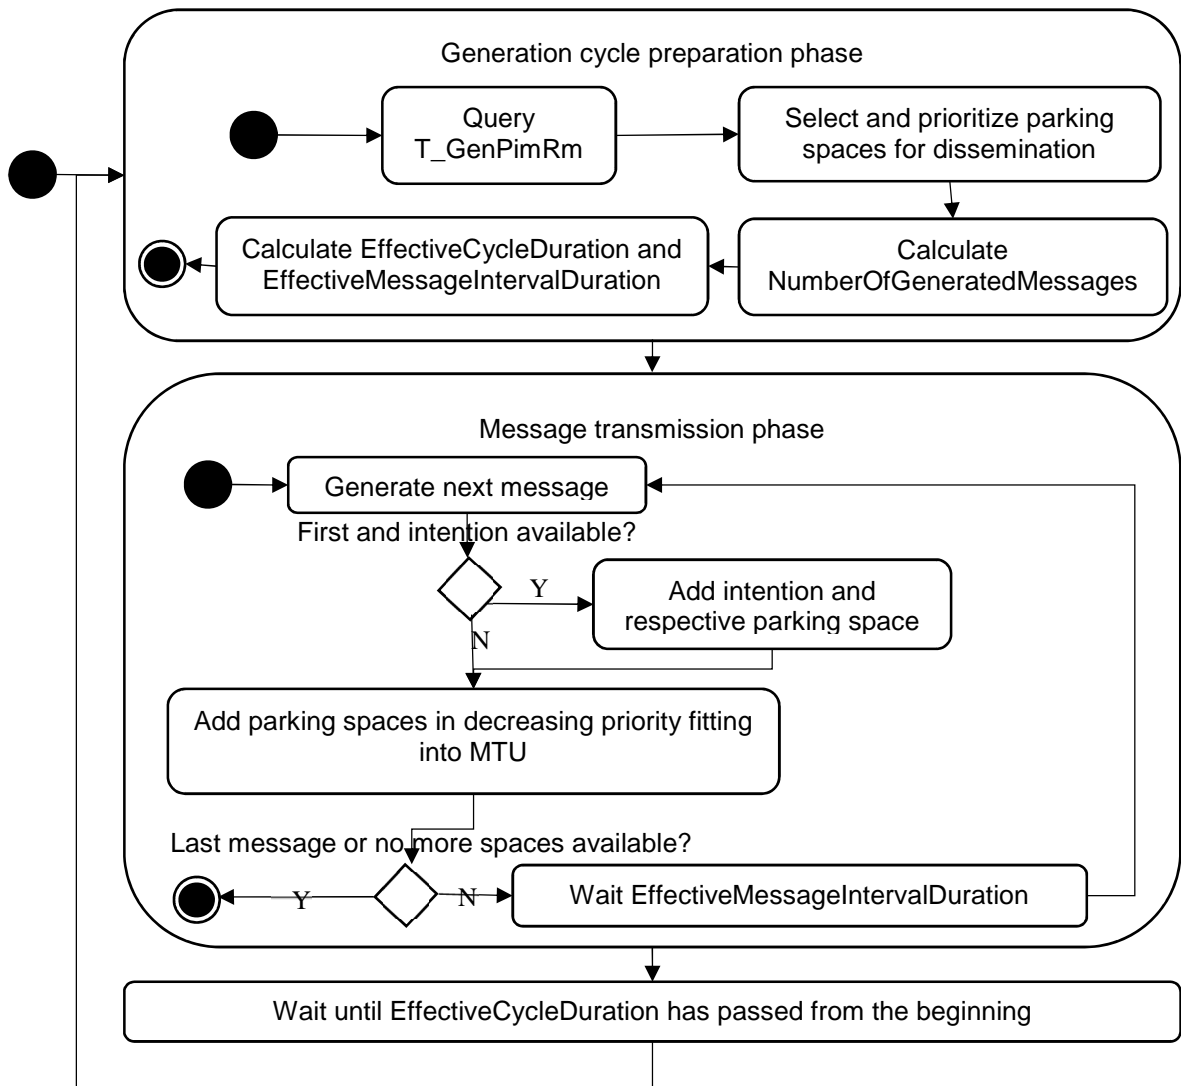 Generation cycle preparation phase
Query
T_GenPimRm
Select and prioritize parking
spaces for dissemination
Calculate EffectiveCycleDuration and
EffectiveMessageIntervalDuration
Calculate
NumberOfGeneratedMessages
Message transmission phase
Generate next message
First and intention available?
Y
Add intention and
respective parking space
N
Add parking spaces in decreasing priority fitting
into MTU
Last message or no more spaces available?
Y
N
Wait EffectiveMessageIntervalDuration
Wait until EffectiveCycleDuration has passed from the beginning